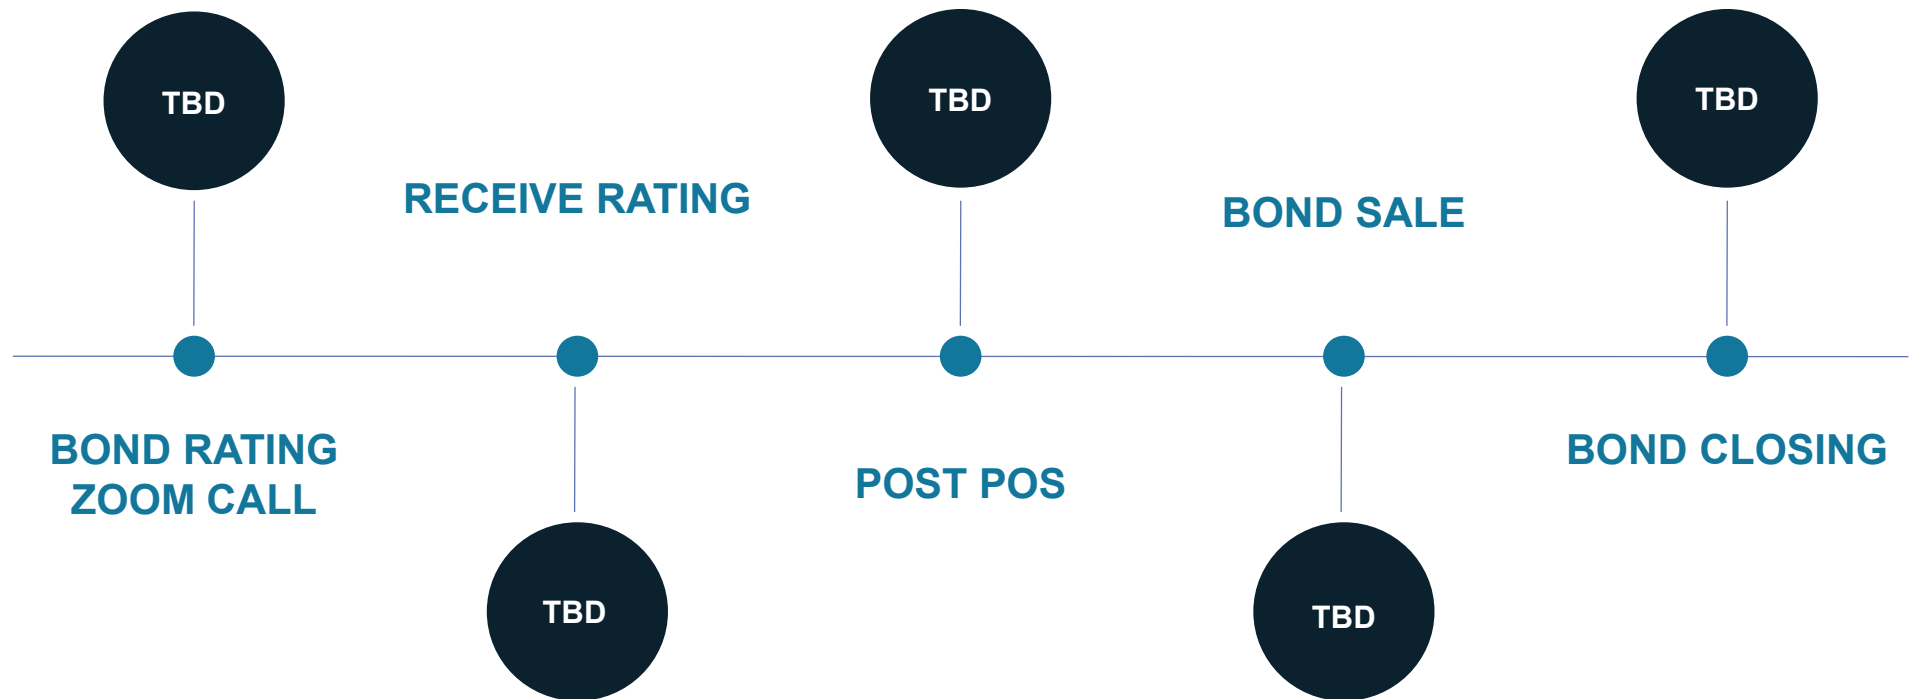 TBD
TBD
TBD
RECEIVE RATING
BOND SALE
BOND RATING
ZOOM CALL
POST POS
BOND CLOSING
TBD
TBD